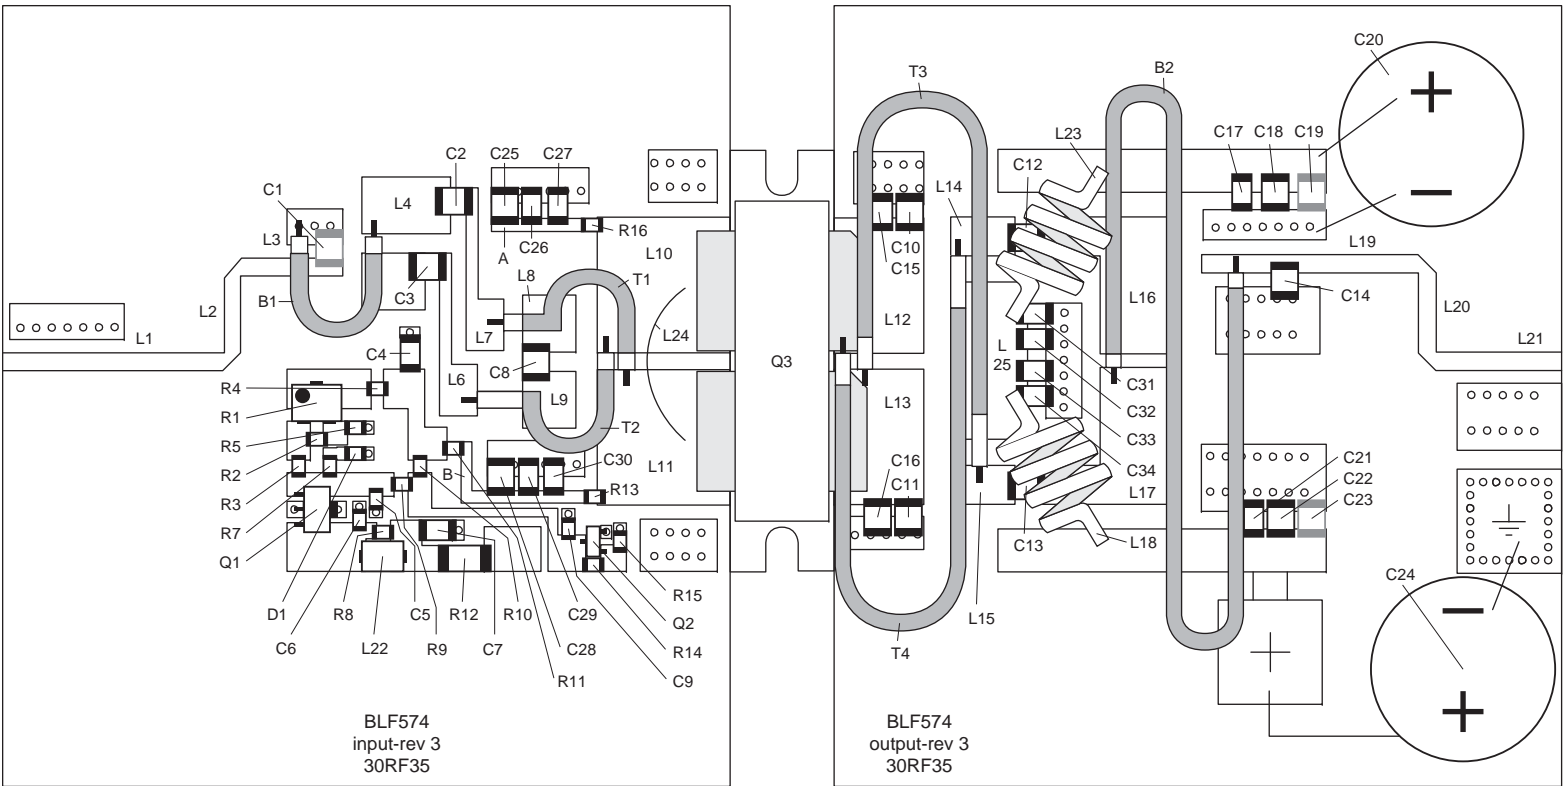 C20
T3
B2
L23
C17 C18 C19
C12
C2
C25
C27
C1
L4
L14
L3
R16
L10
C10
C26
A
C15
L19
L8
T1
C3
B1
L2
L16
C14
L20
L1
L7
L24
L12
L21
C4
L
25
Q3
C8
C31
R4
L6
L9
L13
C32
R1
T2
C33
R5
C30
C34
C21
R2
B
L11
C16
C11
C22
R3
R13
L17
C23
R7
C13
L18
Q1
C24
R15
D1
R8
C5
R12
R10
C29
L15
Q2
C6
L22
R9
C7
C28
R14
T4
R11
C9
BLF574
input-rev 3
30RF35
BLF574
output-rev 3
30RF35